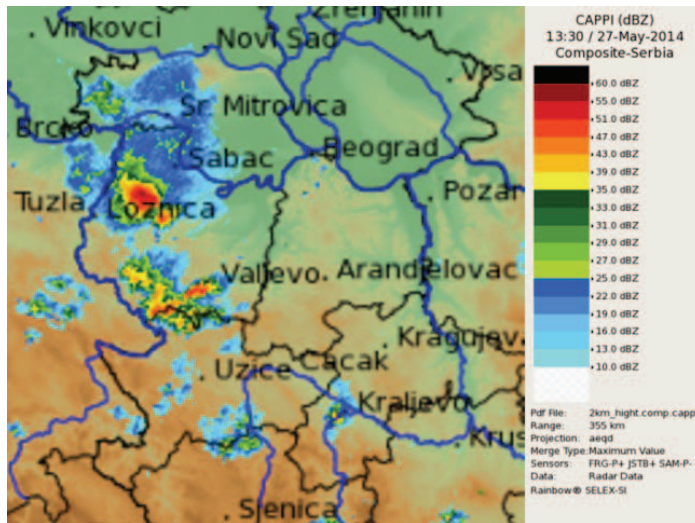 Zrenjanin
Vinkovci
Novi Sad
Vrsa
Sr. Mitrovica
Brcko
Beograd
Sabac
Tuzla
Loznica
Pozar
Valjevo
Arandjelovac
Kragujev
Cacak
Uzice
Kraljevo
Krus
Sjenica
CAPPI (dBZ)
13:30 / 27-May-2014
Composite-Serbia
60.0 dBZ
55.0 dBZ
51.0 dBZ
47.0 dBZ
43.0 dBZ
39.0 dBZ
35.0 dBZ
33.0 dBZ
31.0 dBZ
29.0 dBZ
27.0 dBZ
25.0 dBZ
22.0 dBZ
19.0 dBZ
16.0 dBZ
13.0 dBZ
10.0 dBZ
Pdf File: 2km_hight.comp.capp
Range: 355 km
Projection: aeqd
Merge Type: Maximum Value
Sensors: FRG-P+ JSTB+ SAM-P-
Data: Radar Data
Rainbow® SELEX-SI